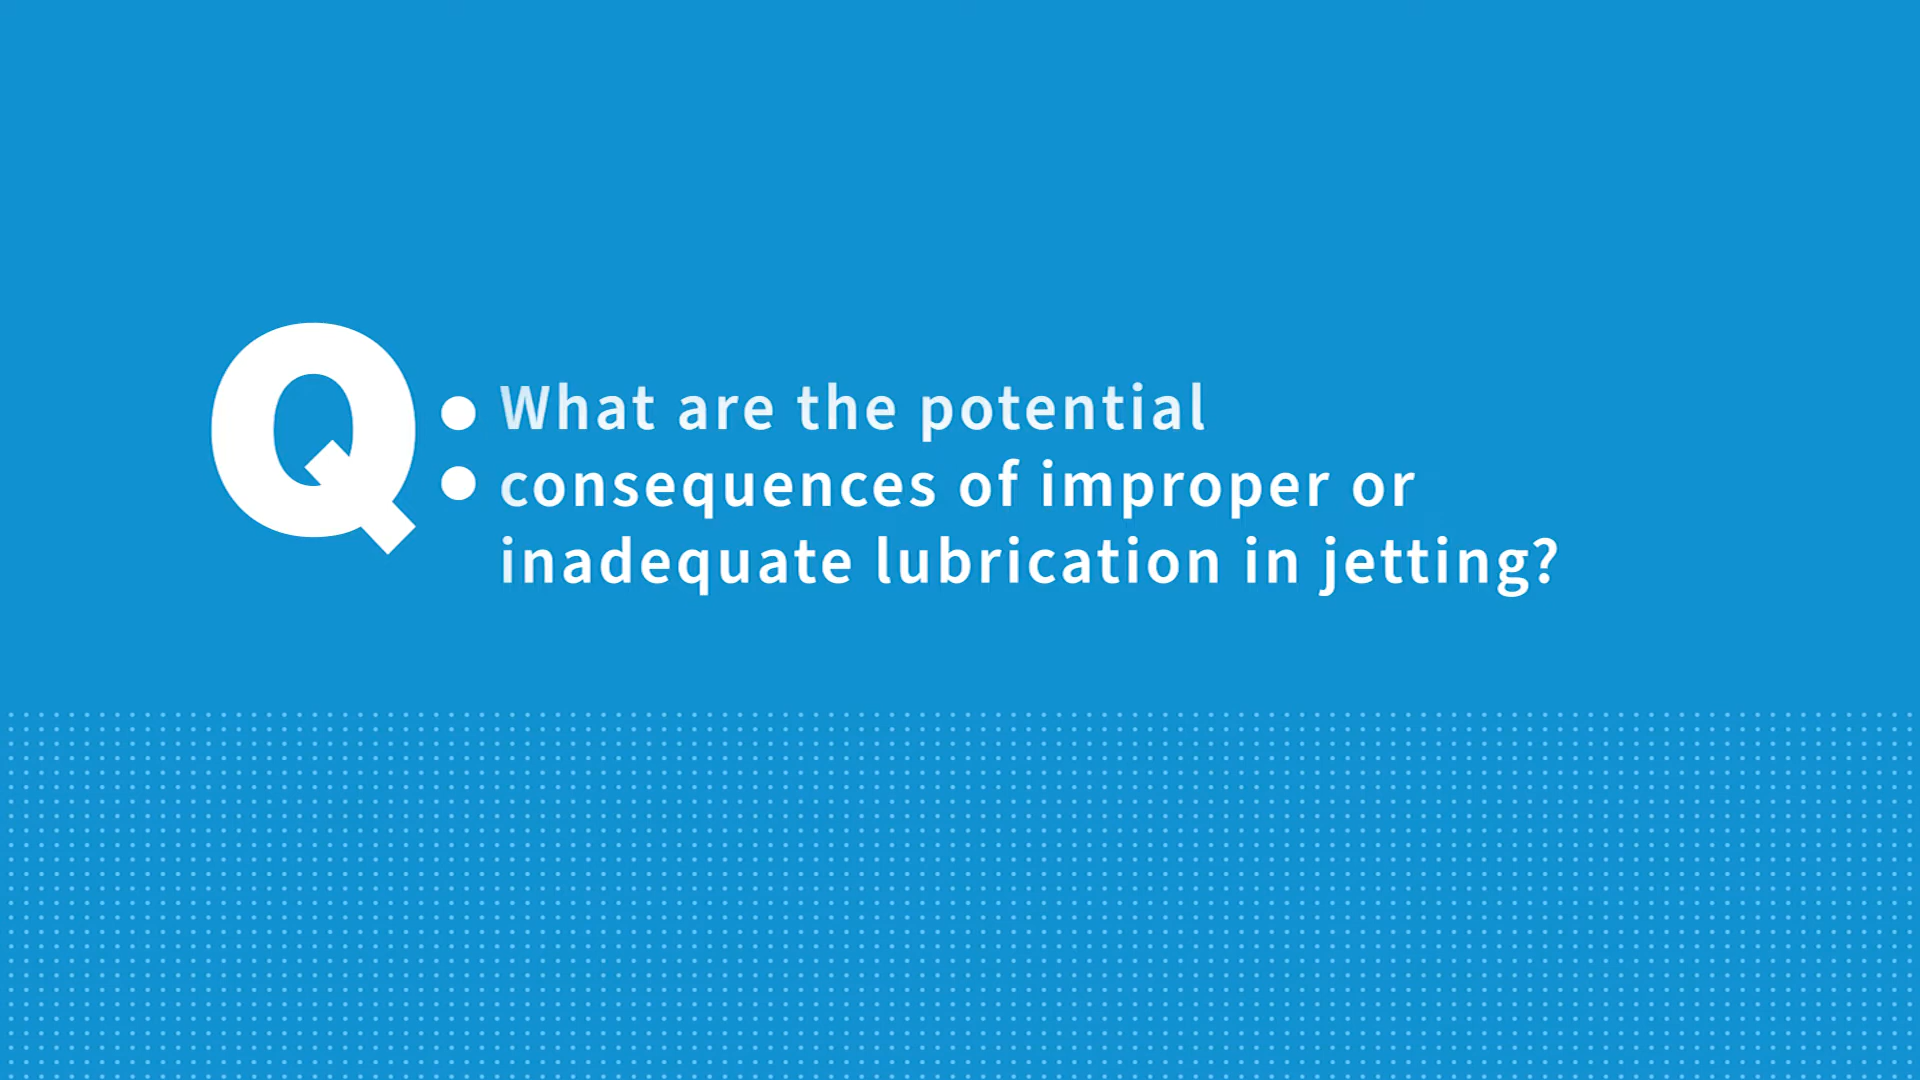 Q: What are the potential
consequences of improper or
inadequate lubrication in jetting?